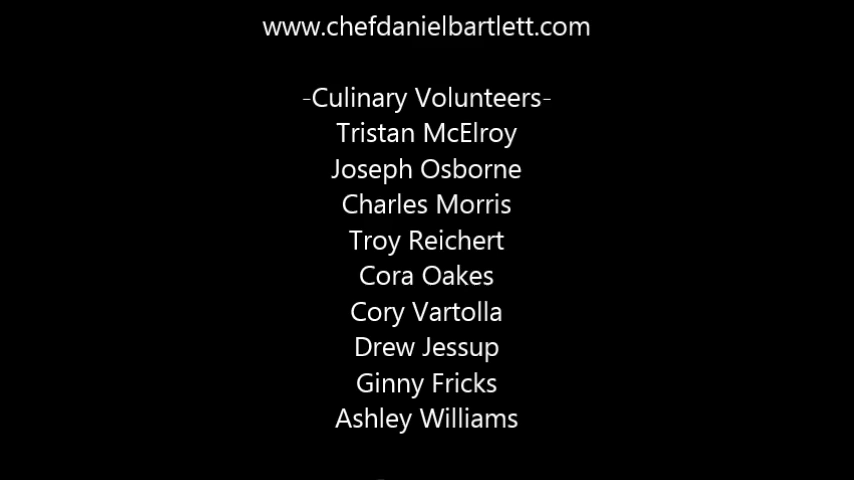 www.chefdanielbartlett.com
-Culinary Volunteers-
Tristan McElroy
Joseph Osborne
Charles Morris
Troy Reichert
Cora Oakes
Cory Vartolla
Drew Jessup
Ginny Fricks
Ashley Williams